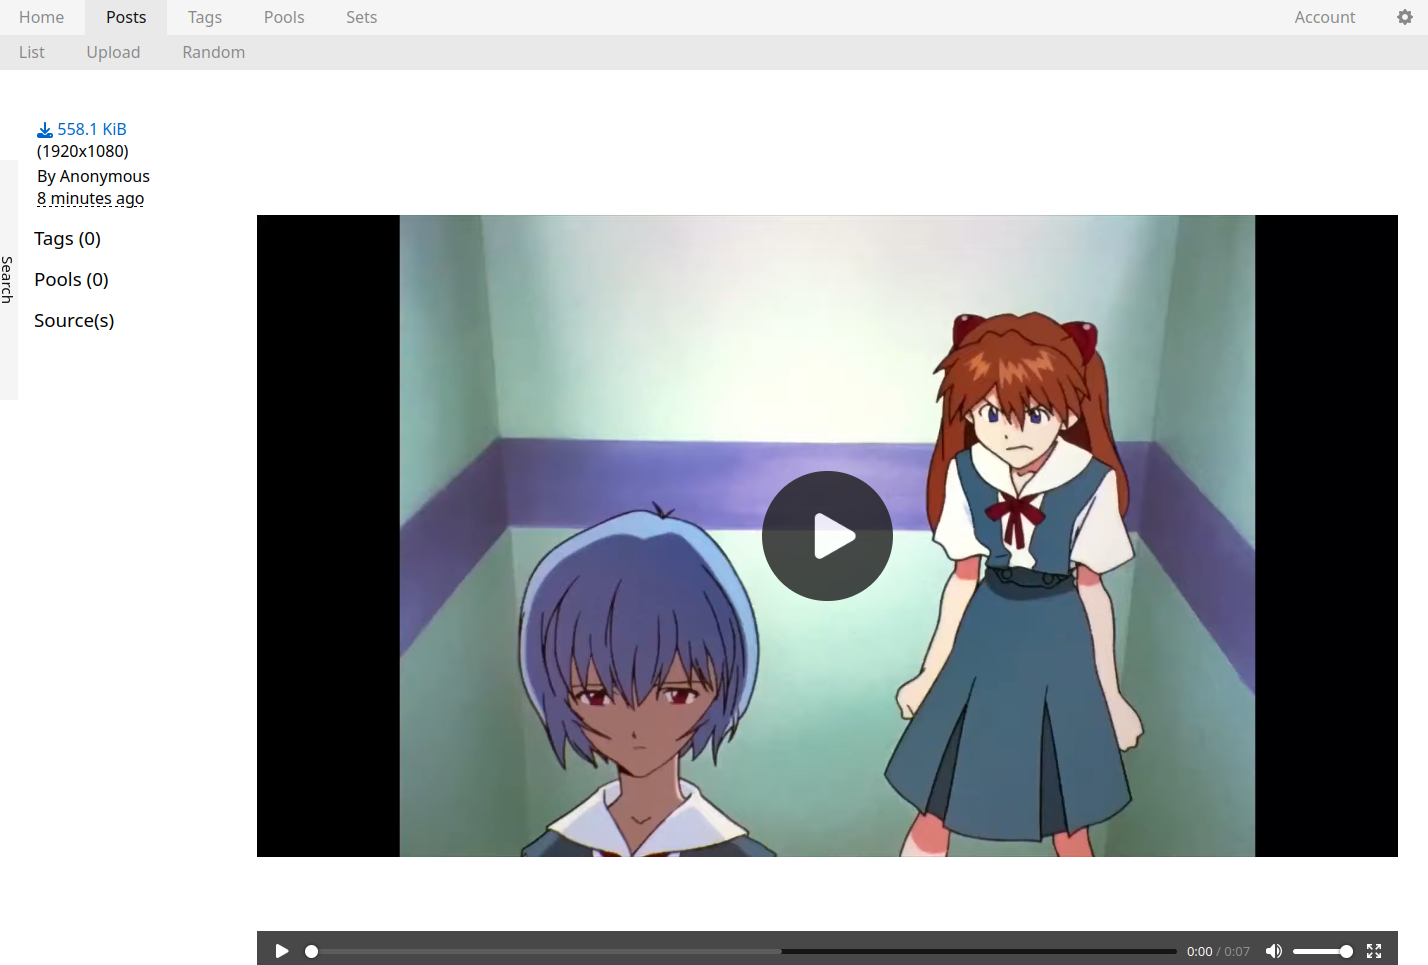 Home Posts Tags Pools Sets Account
List Upload Random
558.1 KiB
(1920x1080)
By Anonymous
8 minutes ago
Tags (0)
Pools (0)
Source(s)
Search
0:00 / 0:07